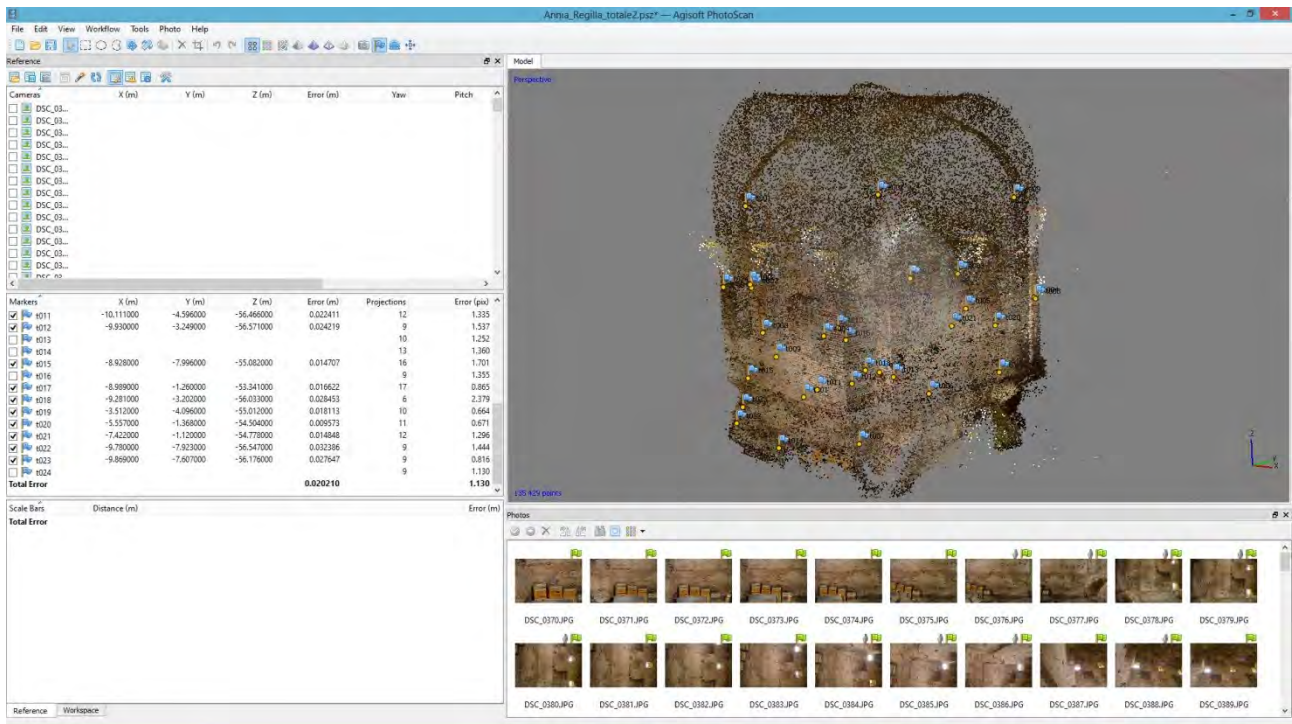 Annia_Regilla_totale2.psz* — Agisoft PhotoScan
File Edit View Workflow Tools Photo Help
Reference
Cameras X (m) Y (m) Z (m) Error (m) Yaw Pitch
DSC_03...
DSC_03...
DSC_03...
DSC_03...
DSC_03...
DSC_03...
DSC_03...
DSC_03...
DSC_03...
DSC_03...
DSC_03...
DSC_03...
DSC_03...
DSC_03...
Markers X (m) Y (m) Z (m) Error (m) Projections Error (pix)
t011 -10.111000 -4.596000 -56.466000 0.022411 12 1.335
t012 -9.930000 -3.249000 -56.571000 0.024219 9 1.537
t013 10 1.252
t014 13 1.360
t015 -8.928000 -7.996000 -55.082000 0.014707 16 1.701
t016 9 1.355
t017 -8.989000 -1.260000 -53.341000 0.016622 17 0.865
t018 -9.281000 -3.202000 -56.033000 0.028453 6 2.379
t019 -3.512000 -4.096000 -53.012000 0.018113 10 0.664
t020 -5.557000 -1.368000 -54.504000 0.009573 11 0.671
t021 -7.422000 -1.120000 -54.778000 0.014848 12 1.296
t022 -9.780000 -7.923000 -56.547000 0.032386 9 1.444
t023 -9.869000 -7.607000 -56.176000 0.027647 9 0.816
t024 9 1.130
Total Error 0.020210 1.130
Scale Bars Distance (m) Error (m)
Total Error
Reference Workspace
Model
Perspective
points
Z
Y
X
Photos
DSC_0370.JPG DSC_0371.JPG DSC_0372.JPG DSC_0373.JPG DSC_0374.JPG DSC_0375.JPG DSC_0376.JPG DSC_0377.JPG DSC_0378.JPG DSC_0379.JPG
DSC_0380.JPG DSC_0381.JPG DSC_0382.JPG DSC_0383.JPG DSC_0384.JPG DSC_0385.JPG DSC_0386.JPG DSC_0387.JPG DSC_0388.JPG DSC_0389.JPG